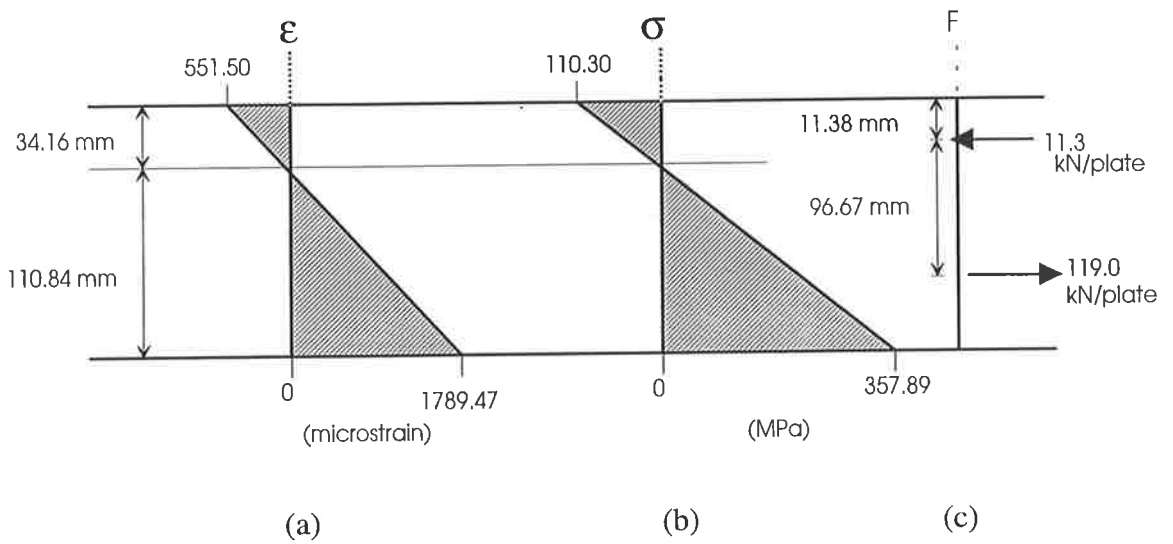 ε
σ
F
551.50
110.30
34.16 mm
11.38 mm
11.3
kN/plate
96.67 mm
110.84 mm
119.0
kN/plate
0
1789.47
0
357.89
(microstrain)
(MPa)
(a)
(b)
(c)